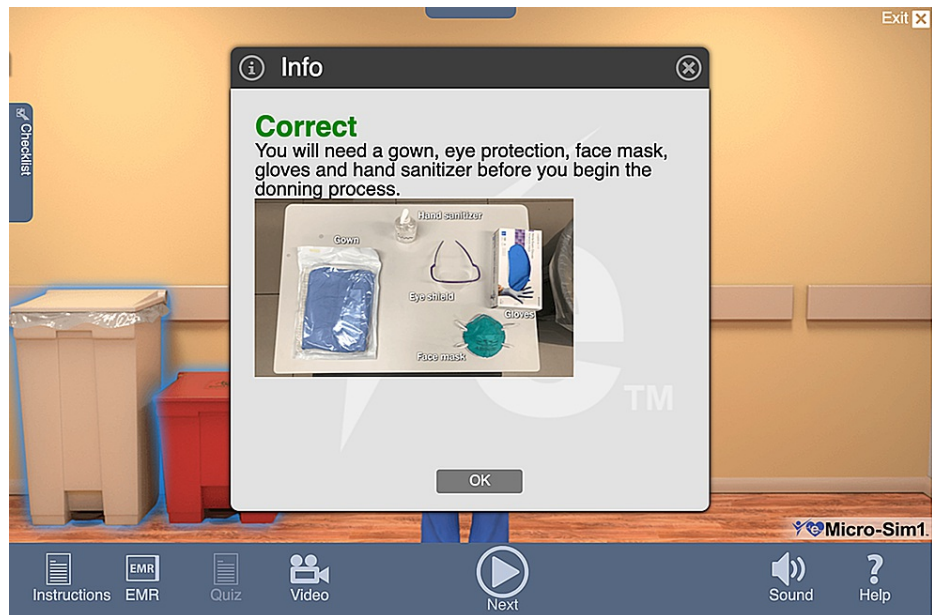 Exit
Checklist
Info
Correct
You will need a gown, eye protection, face mask,
gloves and hand sanitizer before you begin the
donning process.
Hand sanitizer
Gown
Eye shield
Gloves
Face mask
e
TM
OK
e Micro-Sim1
EMR
Instructions
EMR
Quiz
Video
Next
Sound
?
Help